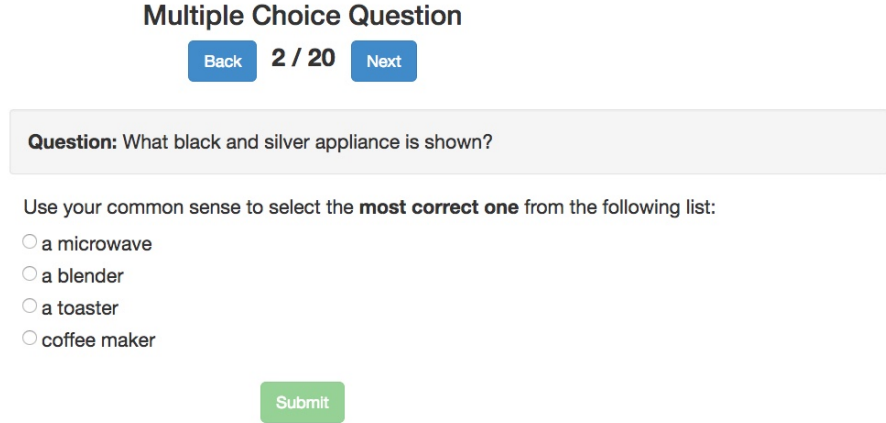 Multiple Choice Question
Back 2 / 20 Next
Question: What black and silver appliance is shown?
Use your common sense to select the most correct one from the following list:
a microwave
a blender
a toaster
coffee maker
Submit